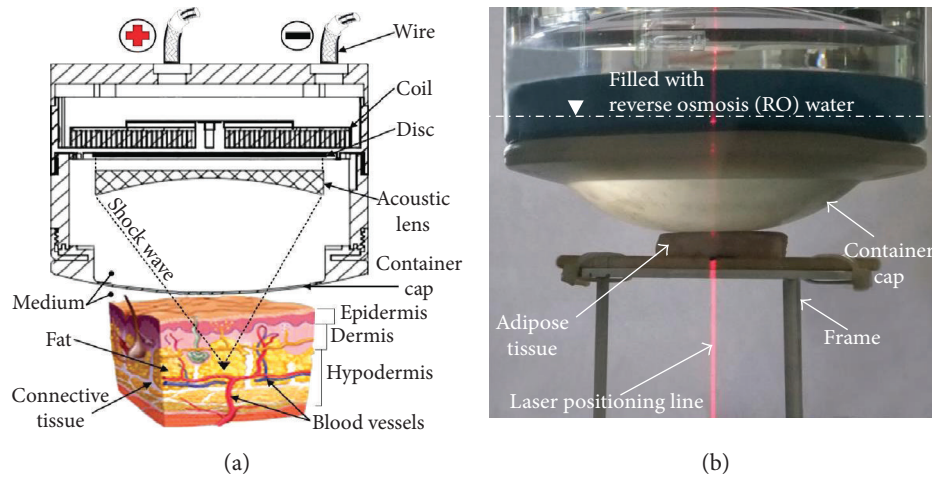 Wire
Coil
Disc
Acoustic
lens
Shock wave
Container
cap
Medium
Epidermis
Dermis
Fat
Hypodermis
Connective
tissue
Blood vessels
(a)
Filled with
reverse osmosis (RO) water
Container
cap
Adipose
tissue
Frame
Laser positioning line
(b)